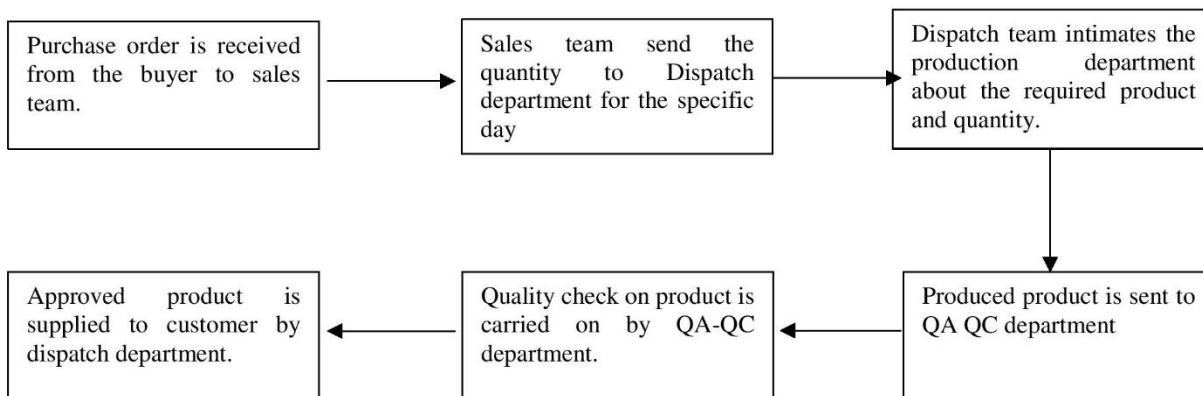 Purchase order is received
from the buyer to sales
team.
Sales team send the
quantity to Dispatch
department for the specific
day
Dispatch team intimates the
production department
about the required product
and quantity.
Produced product is sent to
QA QC department
Quality check on product is
carried on by QA-QC
department.
Approved product is
supplied to customer by
dispatch department.